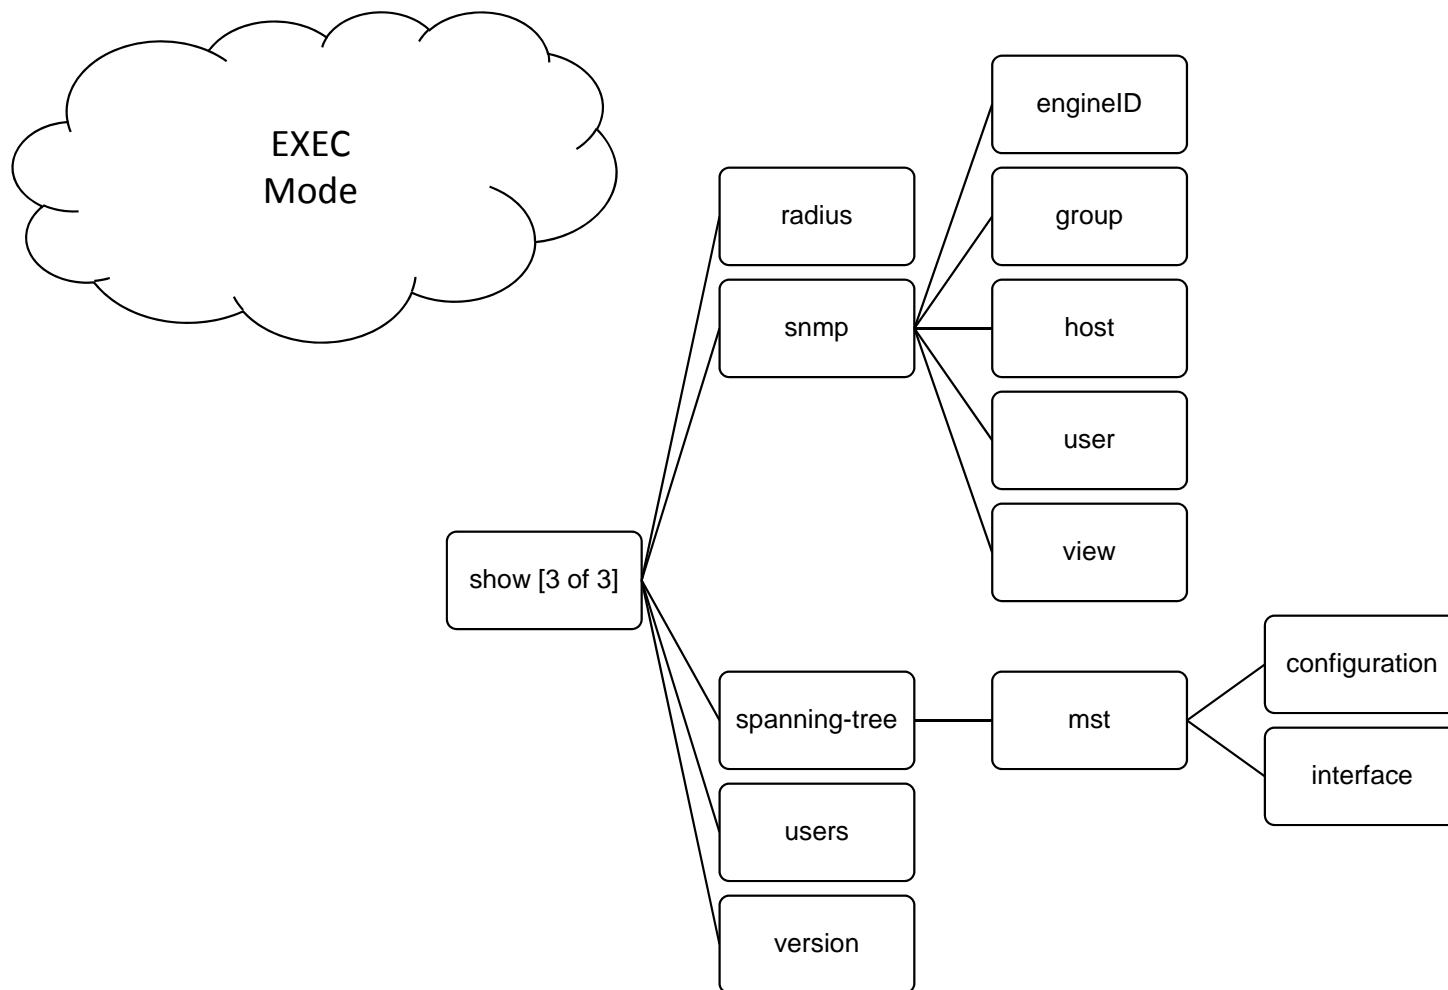 EXEC
Mode
engineID
radius
group
snmp
host
user
view
show [3 of 3]
configuration
spanning-tree
mst
interface
users
version